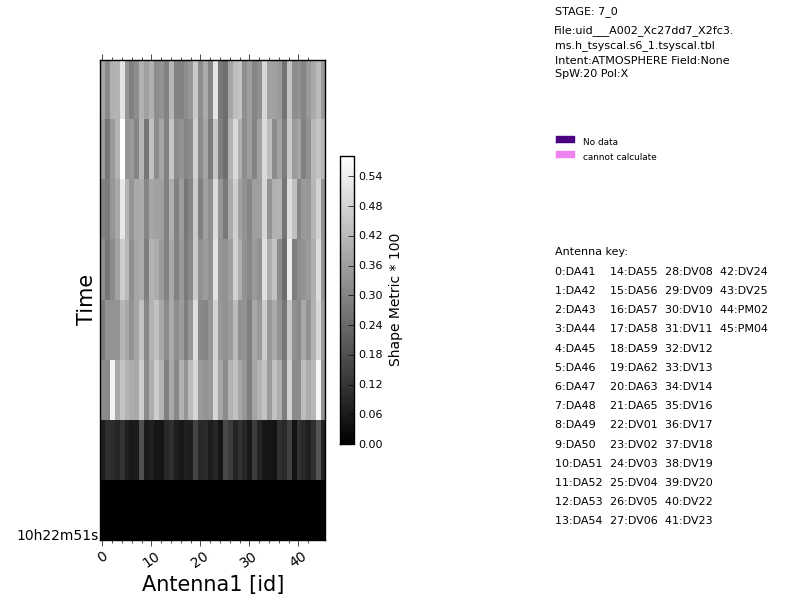 STAGE: 7_0
File:uid___A002_Xc27dd7_X2fc3.
ms.h_tsyscal.s6_1.tsyscal.tbl
Intent:ATMOSPHERE Field:None
SpW:20 Pol:X
No data
cannot calculate
0.54
0.48
0.42
0.36
0.30
0.24
0.18
0.12
0.06
0.00
Shape Metric * 100
Time
10h22m51s
0 10 20 30 40
Antenna1 [id]
Antenna key:
0:DA41 14:DA55 28:DV08 42:DV24
1:DA42 15:DA56 29:DV09 43:DV25
2:DA43 16:DA57 30:DV10 44:PM02
3:DA44 17:DA58 31:DV11 45:PM04
4:DA45 18:DA59 32:DV12
5:DA46 19:DA62 33:DV13
6:DA47 20:DA63 34:DV14
7:DA48 21:DA65 35:DV16
8:DA49 22:DV01 36:DV17
9:DA50 23:DV02 37:DV18
10:DA51 24:DV03 38:DV19
11:DA52 25:DV04 39:DV20
12:DA53 26:DV05 40:DV22
13:DA54 27:DV06 41:DV23